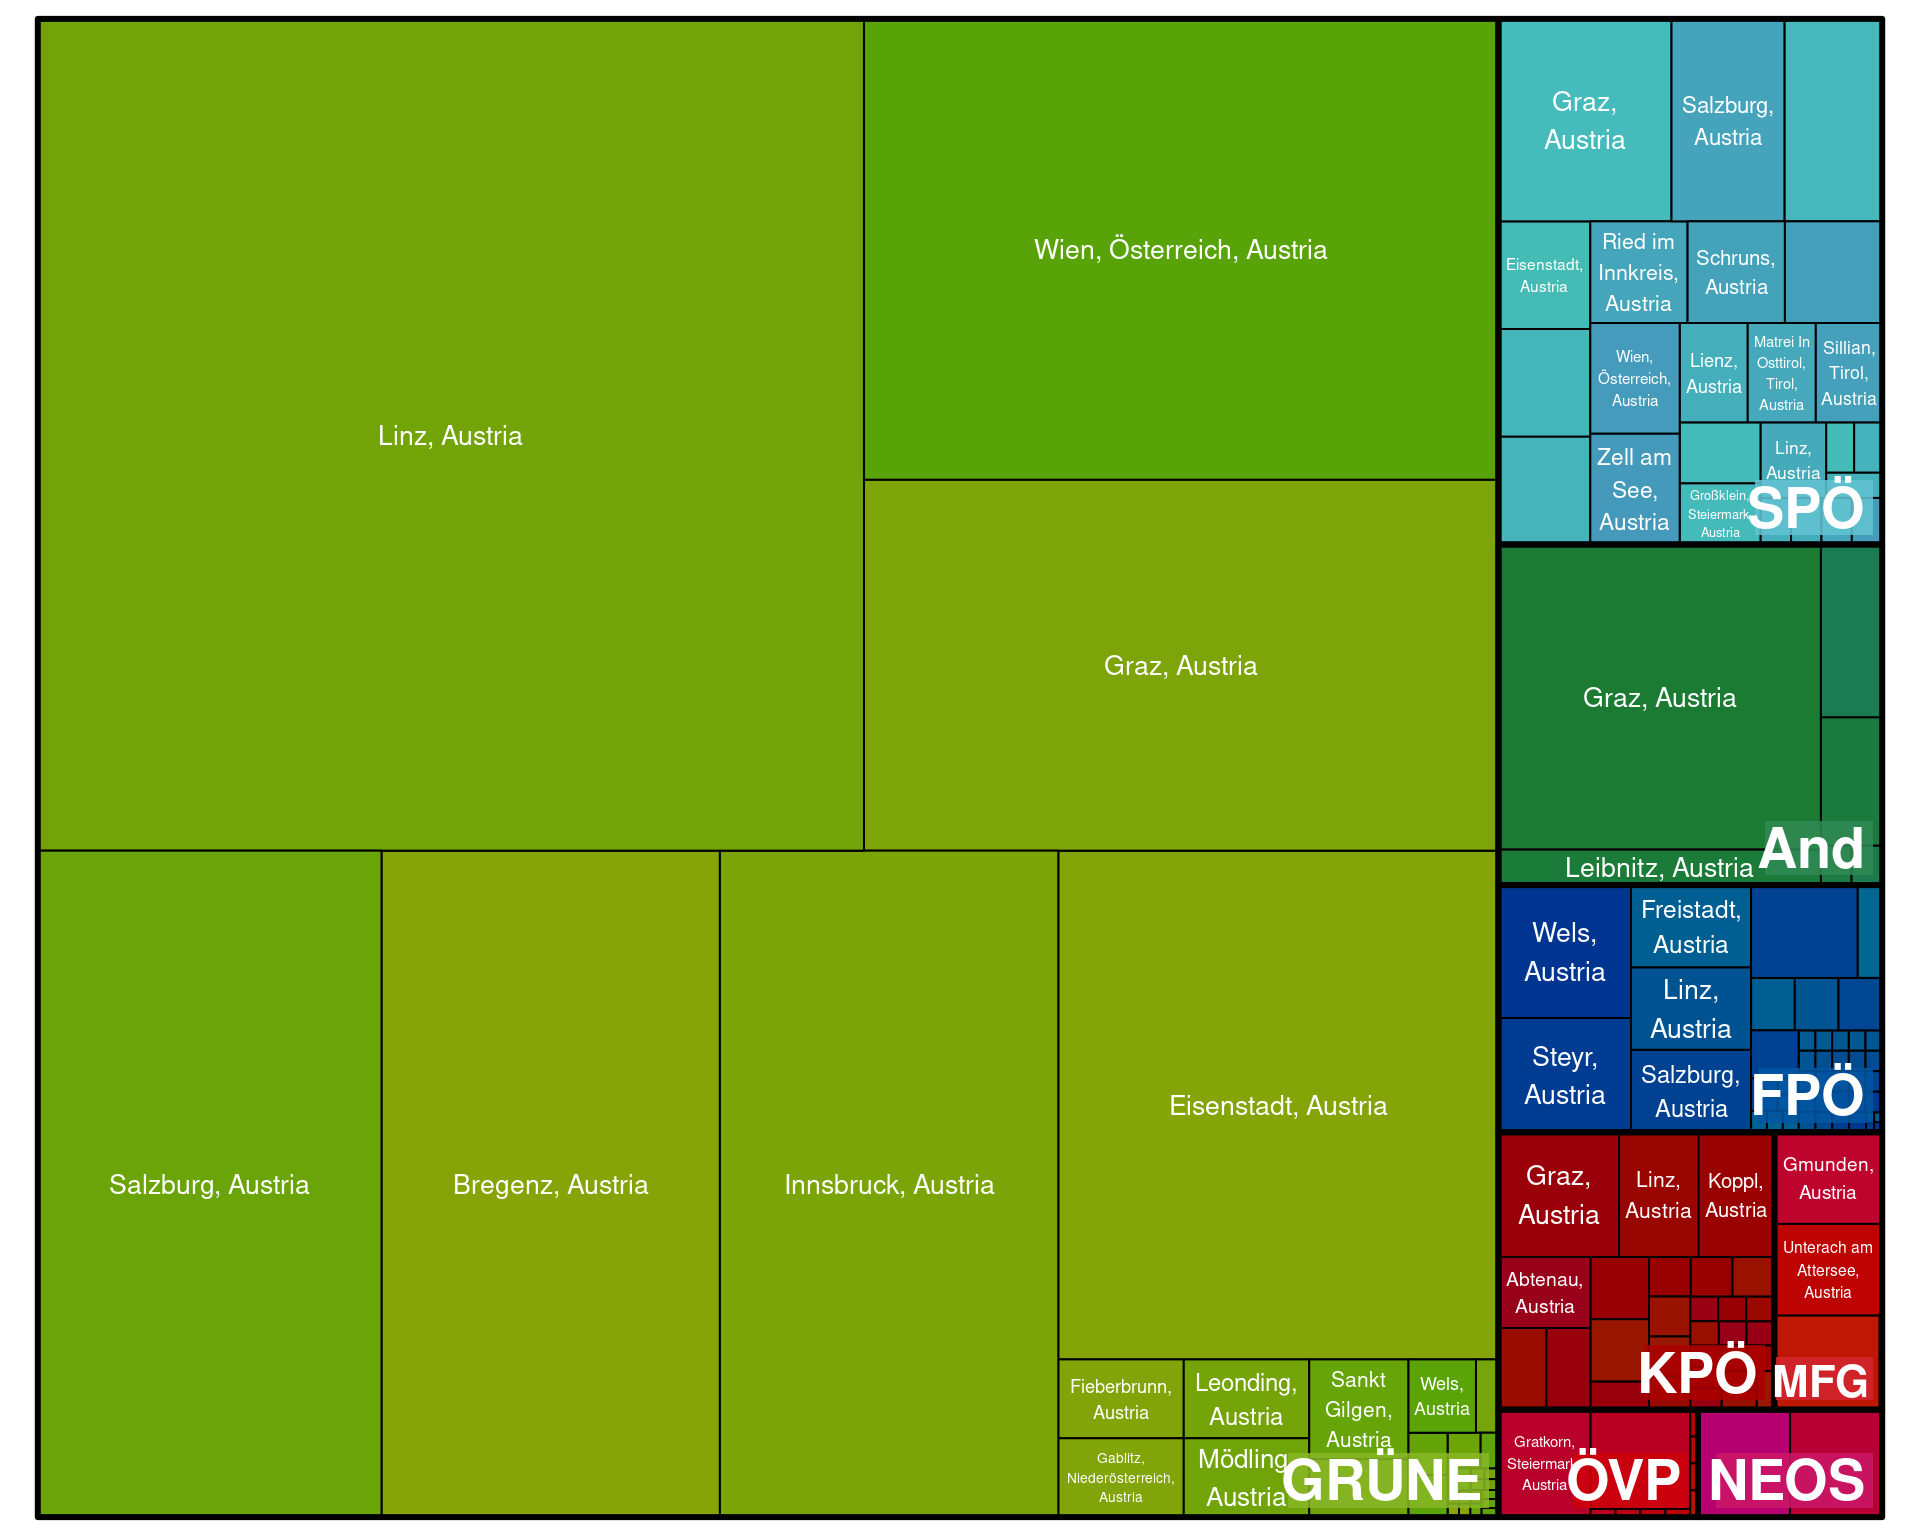 Linz, Austria
Wien, Österreich, Austria
Graz, Austria
Salzburg, Austria
Bregenz, Austria
Innsbruck, Austria
Eisenstadt, Austria
Fieberbrunn,
Austria
Leonding,
Austria
Sankt
Gilgen,
Austria
Wels,
Austria
Gablitz,
Niederösterreich,
Austria
Mödling,
Austria
GRÜNE
Graz,
Austria
Salzburg,
Austria
Eisenstadt,
Austria
Ried im
Innkreis,
Austria
Schruns,
Austria
Wien,
Österreich,
Austria
Lienz,
Austria
Matrei In
Osttirol,
Tirol,
Austria
Sillian,
Tirol,
Austria
Zell am
See,
Austria
Linz,
Austria
Großklein,
Steiermark,
Austria
SPÖ
Graz, Austria
Leibnitz, Austria
And
Wels,
Austria
Freistadt,
Austria
Linz,
Austria
Steyr,
Austria
Salzburg,
Austria
FPÖ
Graz,
Austria
Linz,
Austria
Koppl,
Austria
Abtenau,
Austria
KPÖ
Gmunden,
Austria
Unterach am
Attersee,
Austria
MFG
Gratkorn,
Steiermark,
Austria
ÖVP
NEOS